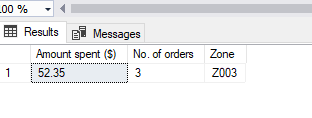 .00 %
Results Messages
Amount spent ($) No. of orders Zone
1 52.35 3 Z003